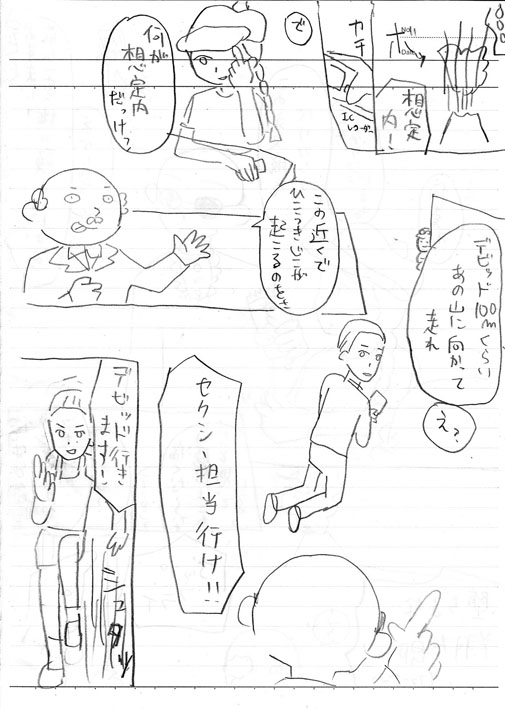 100m
想定
内！
カチ
ICレコーダー
で
何が
想定内
だっけ？
デビッド100mくらい
あの山に向かって
走れ
え？
この近くで
ひこうきじこが
起こるのをさ
セクシー担当行け!!
デビッド行き
ます！
シュタッ